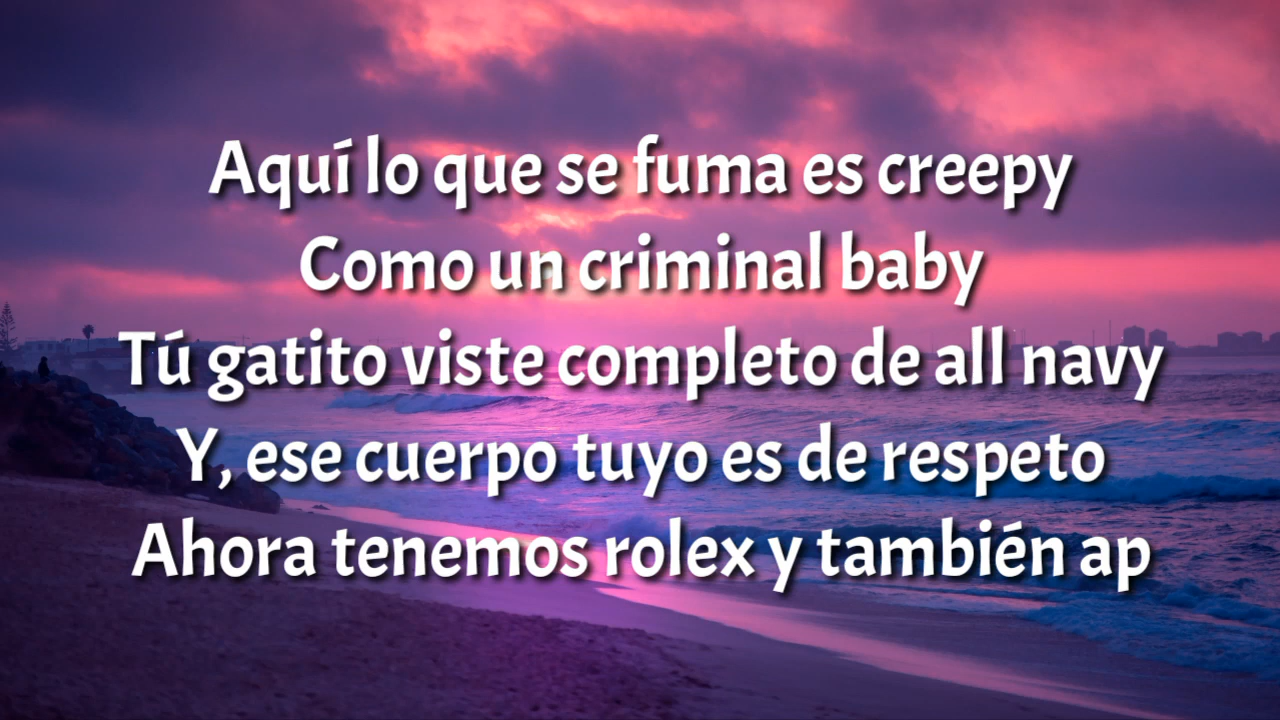 Aquí lo que se fuma es creepy
Como un criminal baby
Tú gatito viste completo de all navy
Y, ese cuerpo tuyo es de respeto
Ahora tenemos rolex y también ap